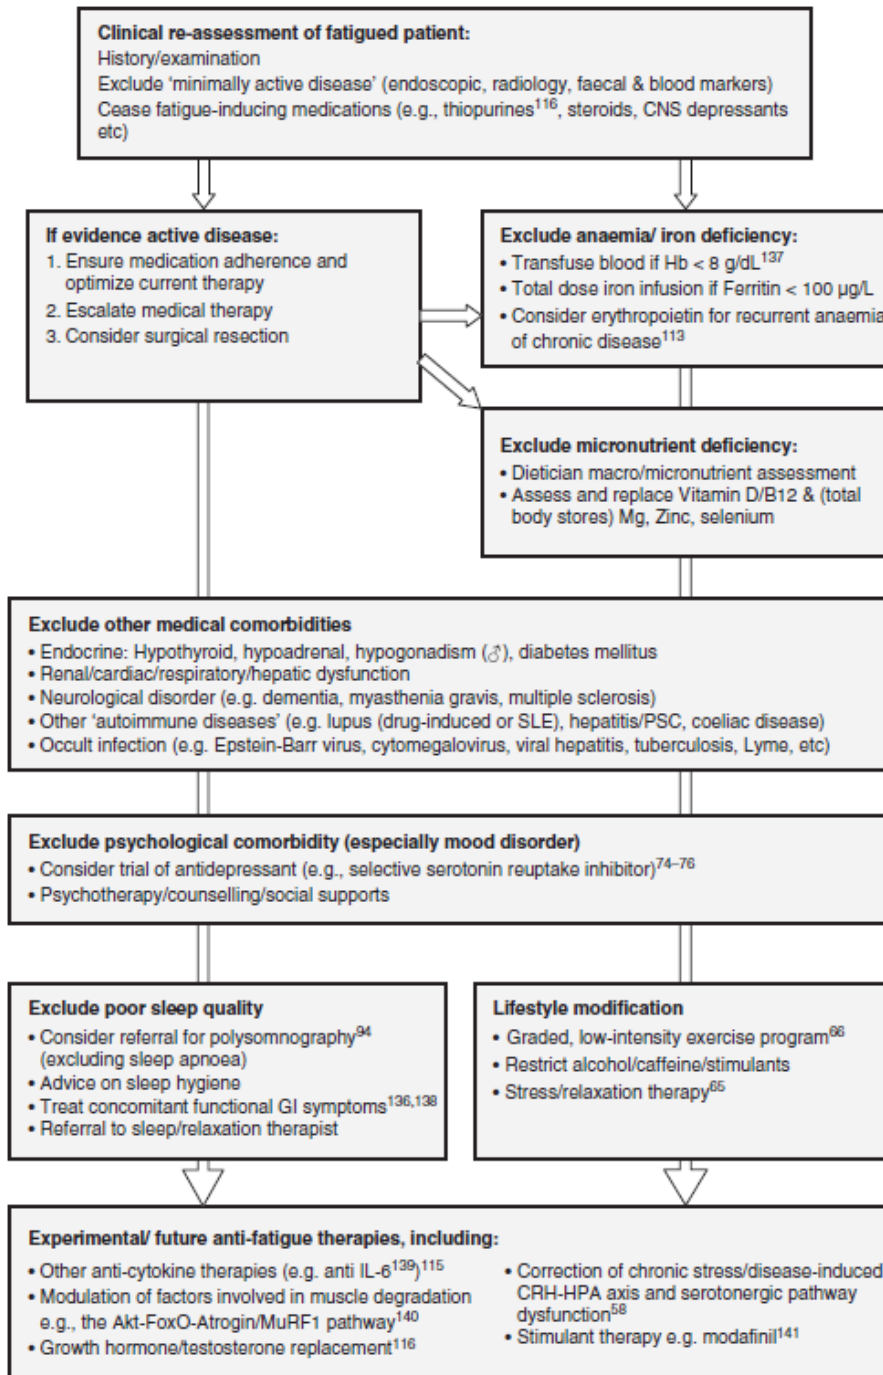 Clinical re-assessment of fatigued patient:
History/examination
Exclude ‘minimally active disease’ (endoscopic, radiology, faecal & blood markers)
Cease fatigue-inducing medications (e.g., thiopurines116, steroids, CNS depressants
etc)
If evidence active disease:
1. Ensure medication adherence and
optimize current therapy
2. Escalate medical therapy
3. Consider surgical resection
Exclude anaemia/ iron deficiency:
• Transfuse blood if Hb < 8 g/dL137
• Total dose iron infusion if Ferritin < 100 µg/L
• Consider erythropoietin for recurrent anaemia
of chronic disease113
Exclude micronutrient deficiency:
• Dietician macro/micronutrient assessment
• Assess and replace Vitamin D/B12 & (total
body stores) Mg, Zinc, selenium
Exclude other medical comorbidities
• Endocrine: Hypothyroid, hypoadrenal, hypogonadism (♂), diabetes mellitus
• Renal/cardiac/respiratory/hepatic dysfunction
• Neurological disorder (e.g. dementia, myasthenia gravis, multiple sclerosis)
• Other ‘autoimmune diseases’ (e.g. lupus (drug-induced or SLE), hepatitis/PSC, coeliac disease)
• Occult infection (e.g. Epstein-Barr virus, cytomegalovirus, viral hepatitis, tuberculosis, Lyme, etc)
Exclude psychological comorbidity (especially mood disorder)
• Consider trial of antidepressant (e.g., selective serotonin reuptake inhibitor)74–76
• Psychotherapy/counselling/social supports
Exclude poor sleep quality
• Consider referral for polysomnography94
(excluding sleep apnoea)
• Advice on sleep hygiene
• Treat concomitant functional GI symptoms136,138
• Referral to sleep/relaxation therapist
Lifestyle modification
• Graded, low-intensity exercise program66
• Restrict alcohol/caffeine/stimulants
• Stress/relaxation therapy65
Experimental/ future anti-fatigue therapies, including:
• Other anti-cytokine therapies (e.g. anti IL-6139)115
• Modulation of factors involved in muscle degradation
e.g., the Akt-FoxO-Atrogin/MuRF1 pathway140
• Growth hormone/testosterone replacement116
• Correction of chronic stress/disease-induced
CRH-HPA axis and serotonergic pathway
dysfunction58
• Stimulant therapy e.g. modafinil141